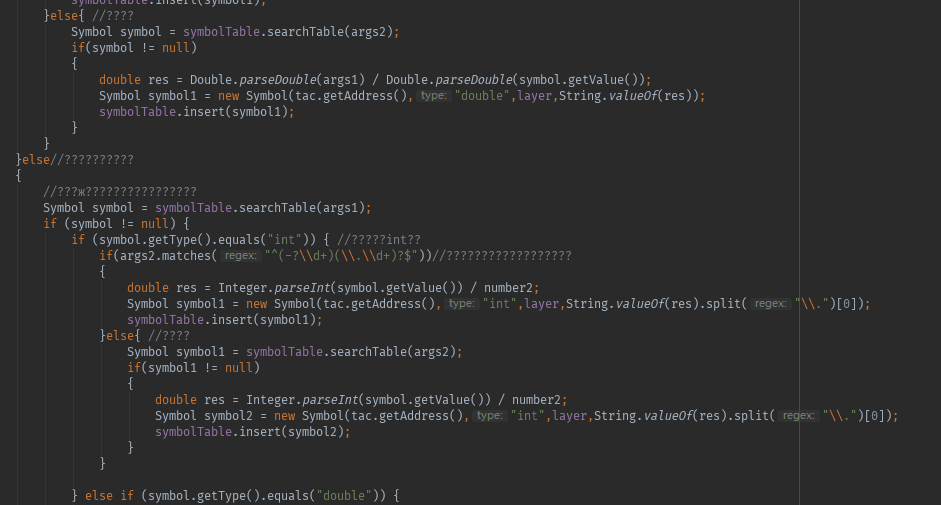 symbolTable.insert(symbol1);
}else{ //????
Symbol symbol = symbolTable.searchTable(args2);
if(symbol != null)
{
double res = Double.parseDouble(args1) / Double.parseDouble(symbol.getValue());
Symbol symbol1 = new Symbol(tac.getAddress(), type: "double",layer,String.valueOf(res));
symbolTable.insert(symbol1);
}
}
}else//??????????
{
//???ж????????????????
Symbol symbol = symbolTable.searchTable(args1);
if (symbol != null) {
if (symbol.getType().equals("int")) { //?????int??
if(args2.matches( regex: "^(-?\\d+)(\\.\\d+)?$"))//??????????????????
{
double res = Integer.parseInt(symbol.getValue()) / number2;
Symbol symbol1 = new Symbol(tac.getAddress(), type: "int",layer,String.valueOf(res).split( regex: "\\.")[0]);
symbolTable.insert(symbol1);
}else{ //????
Symbol symbol1 = symbolTable.searchTable(args2);
if(symbol1 != null)
{
double res = Integer.parseInt(symbol.getValue()) / number2;
Symbol symbol2 = new Symbol(tac.getAddress(), type: "int",layer,String.valueOf(res).split( regex: "\\.")[0]);
symbolTable.insert(symbol2);
}
}
} else if (symbol.getType().equals("double")) {